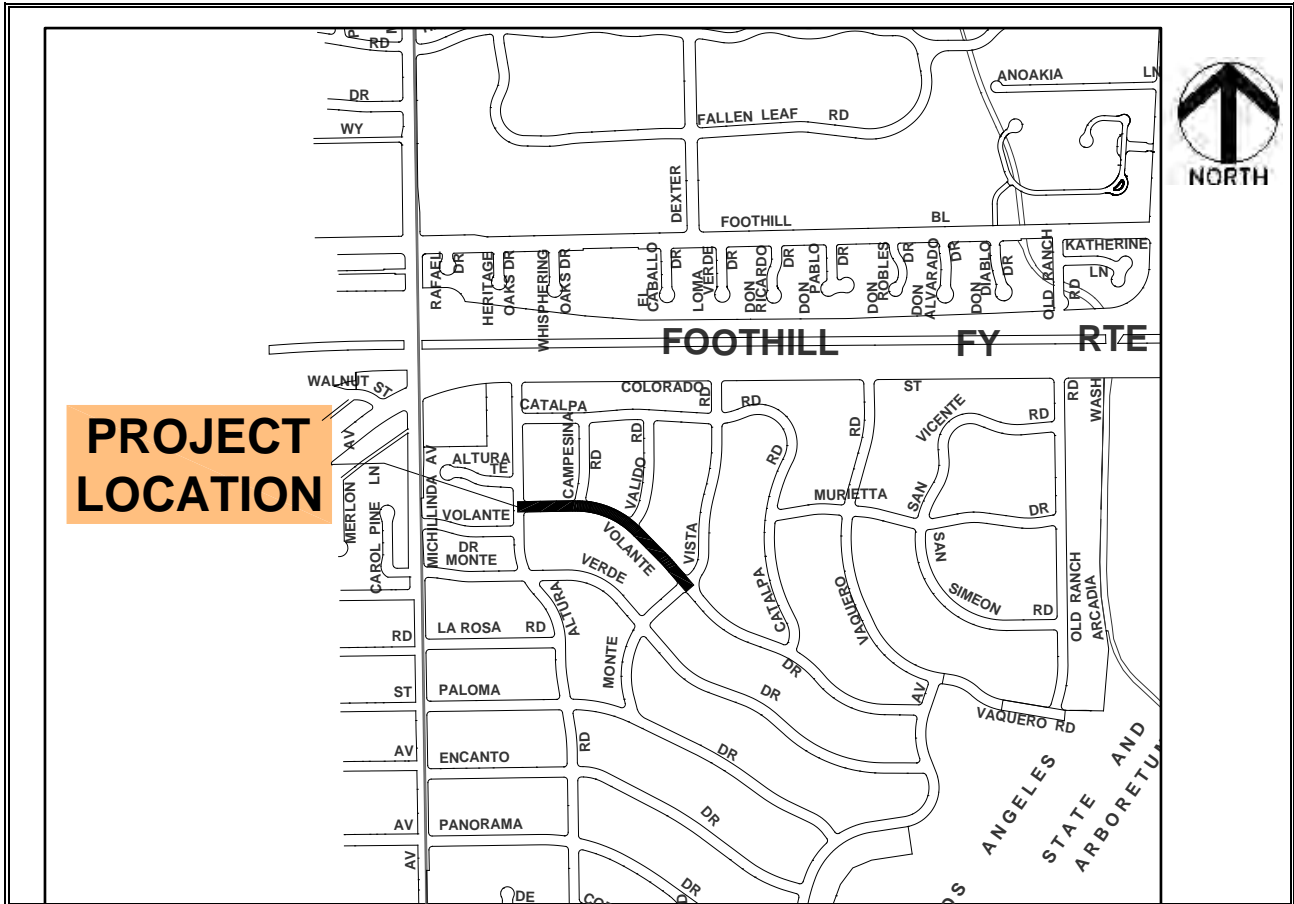 RD
DR
WY
ANOAKIA
LN
FALLEN LEAF RD
NORTH
DEXTER
FOOTHILL BL
RAFAEL
DR
HERITAGE
OAKS DR
WHISPHERING
OAKS DR
EL
CABALLO
DR
LOMA
VERDE
DR
DON
RICARDO
DR
DON
PABLO
DR
DON
ROBLES
DR
DON
ALVARADO
DR
DON
DIABLO
DR
OLD RANCH
RD
KATHERINE
LN
FOOTHILL FY RTE
WALNUT ST
COLORADO ST
CATALPA RD
RD
PROJECT
LOCATION
MERLON AV
CAROL PINE LN
MICHILLINDA AV
ALTURA
TE
CAMPESINA
RD
VALIDO
RD
VISTA
RD
RD
MURIETTA DR
SAN
VICENTE
RD
RD
WASH
VOLANTE
DR
VOLANTE
DR
MONTE
VERDE
DR
CATALPA
VAQUERO
AV
SAN
SIMEON
RD
OLD RANCH
ARCADIA
VAQUERO RD
RD
LA ROSA RD
ALTURA
RD
MONTE
ST
PALOMA
DR
AV
ENCANTO
DR
AV
PANORAMA
DR
AV
DE
ANGELES
STATE AND